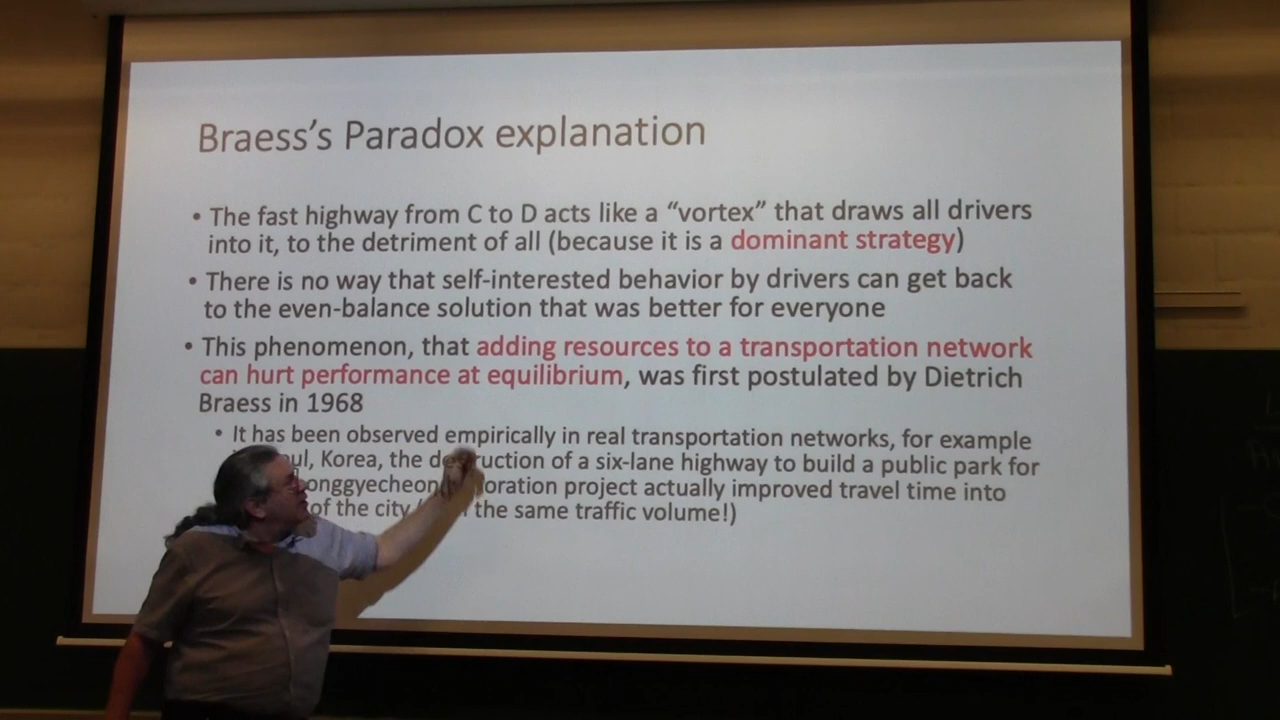 Braess’s Paradox explanation
• The fast highway from C to D acts like a “vortex” that draws all drivers
into it, to the detriment of all (because it is a dominant strategy)
• There is no way that self-interested behavior by drivers can get back
to the even-balance solution that was better for everyone
• This phenomenon, that adding resources to a transportation network
can hurt performance at equilibrium, was first postulated by Dietrich
Braess in 1968
• It has been observed empirically in real transportation networks, for example
Korea, the of a six-lane highway to build a public park for
project actually improved travel time into
of the city the same traffic volume!)